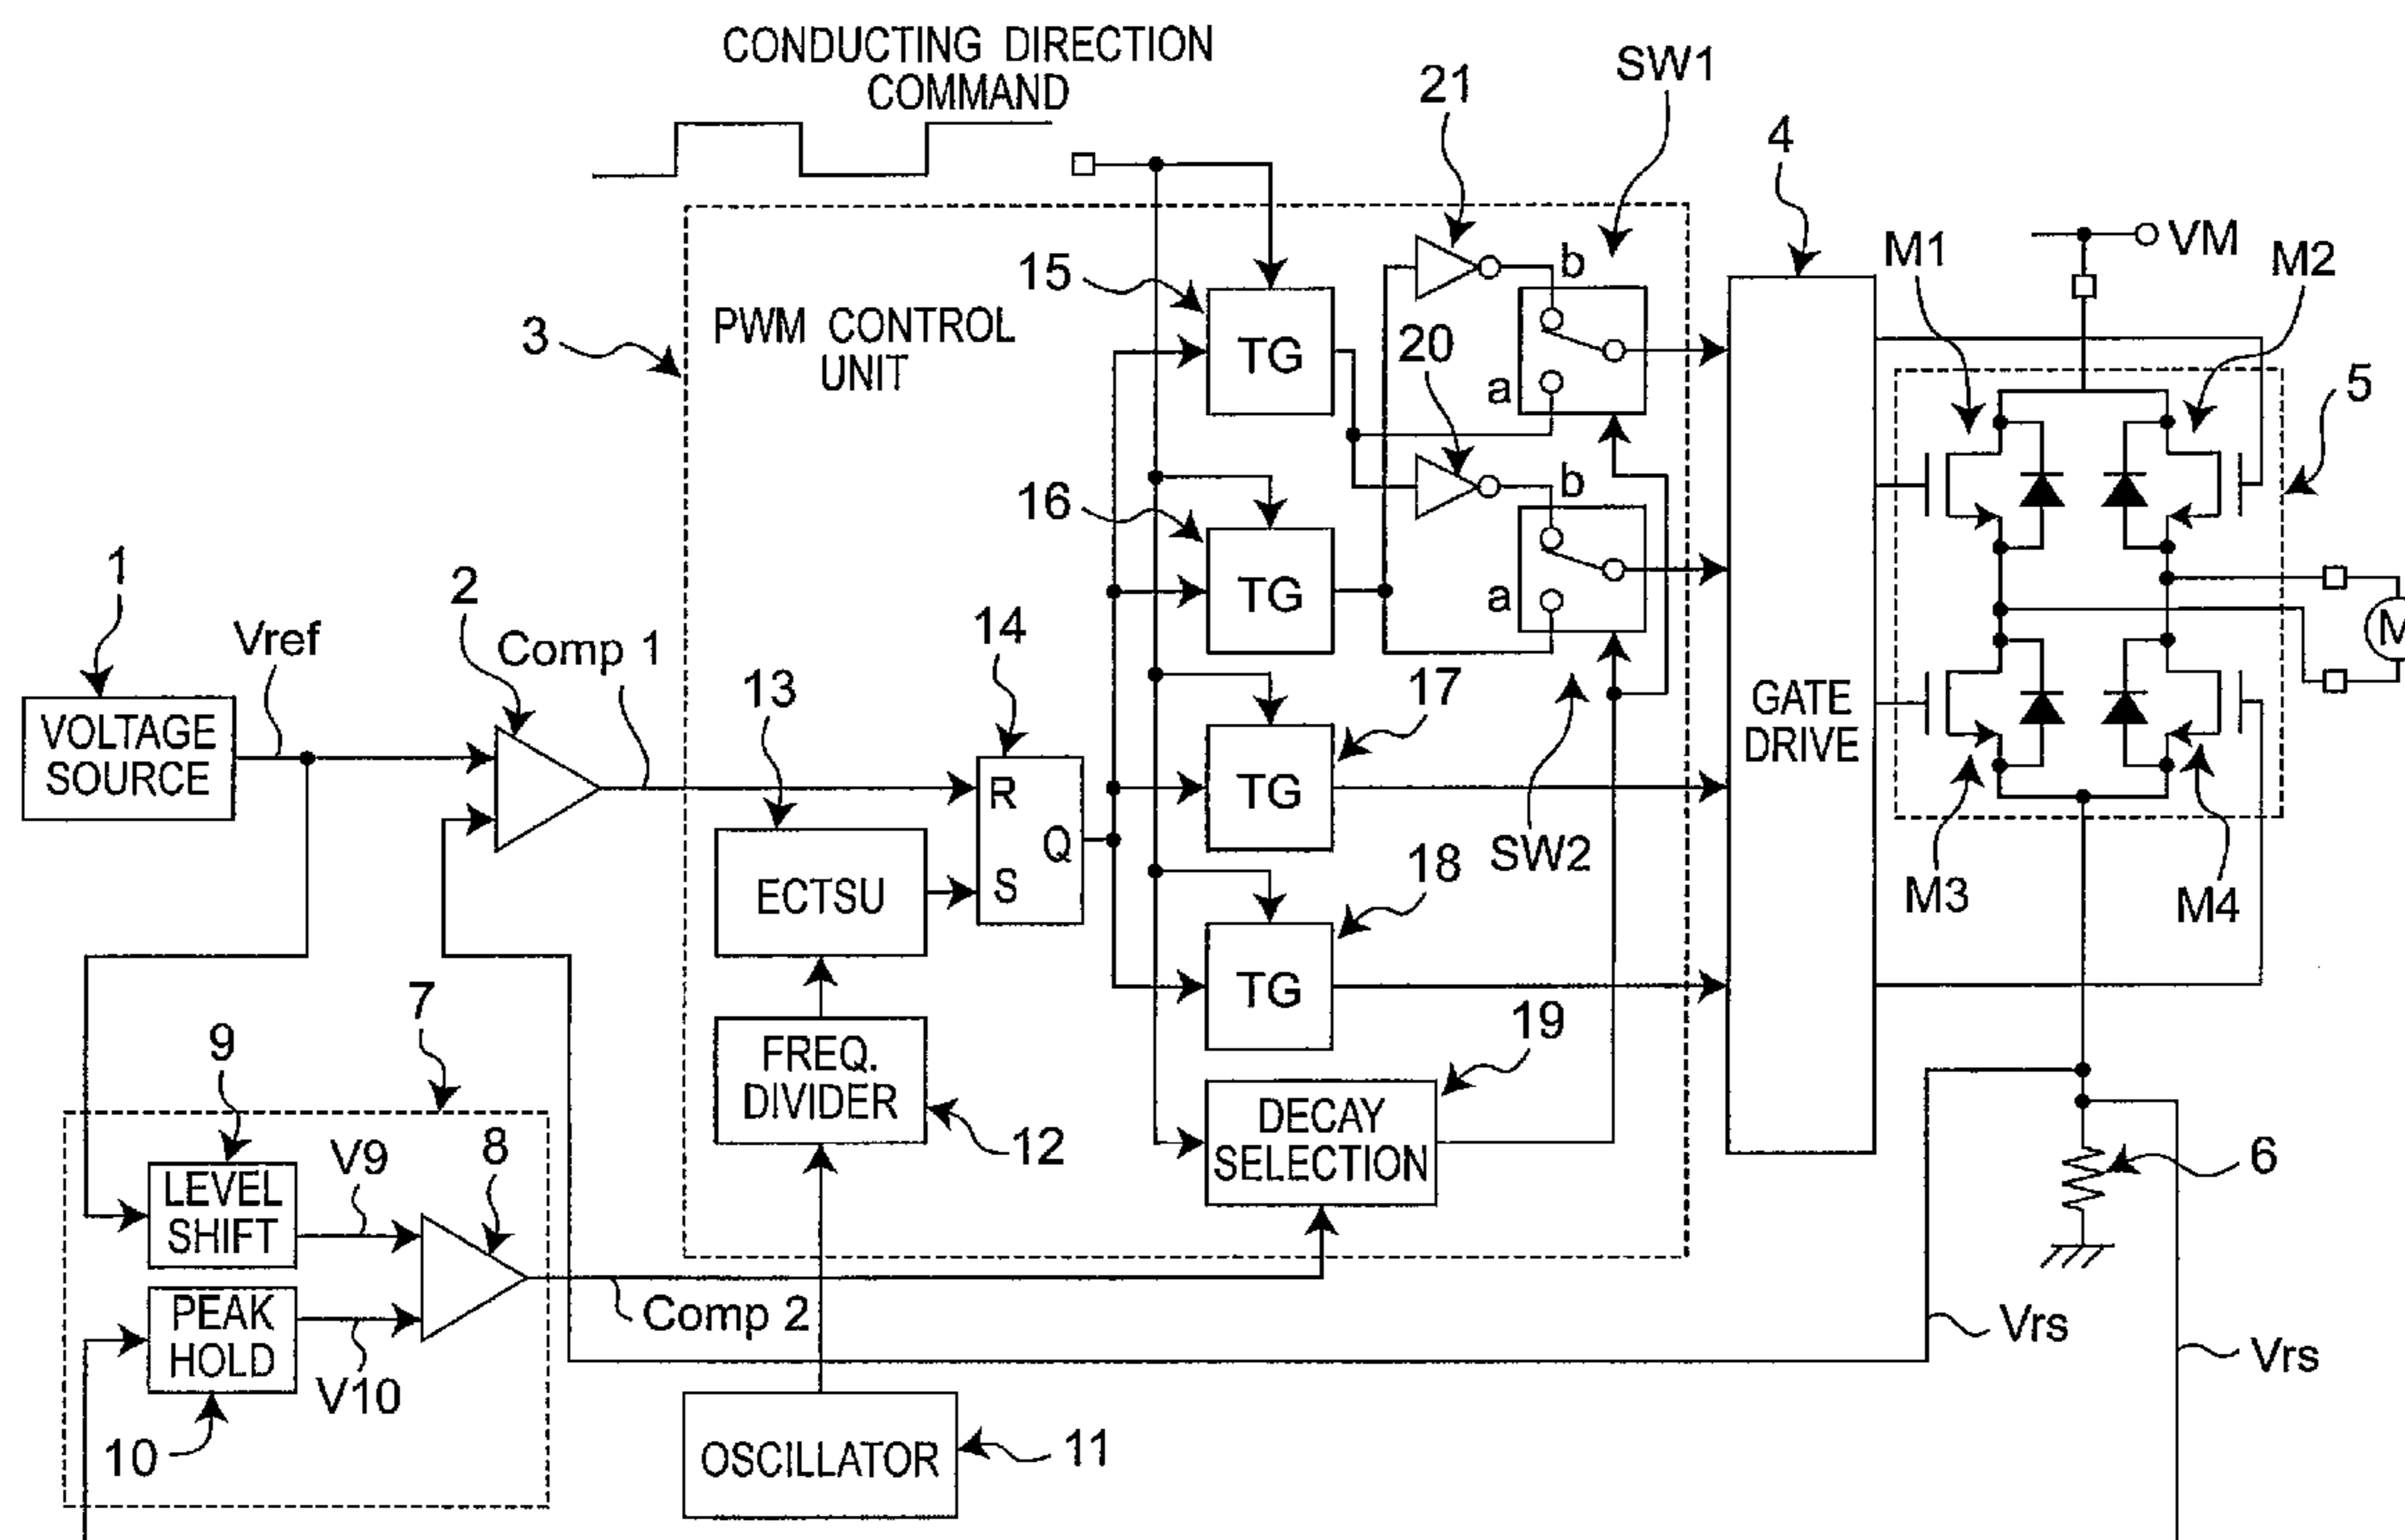 CONDUCTING DIRECTION
COMMAND
SW1
21
4
VM
M1
M2
15
b
3
PWM CONTROL
UNIT
TG
20
a
5
16
b
TG
a
1
2
Vref
Comp 1
14
M
13
17
VOLTAGE
SOURCE
GATE
DRIVE
R
TG
Q
SW2
S
ECTSU
18
M3
M4
TG
7
9
FREQ.
DIVIDER
19
12
DECAY
SELECTION
V9
8
6
LEVEL
SHIFT
PEAK
HOLD
Comp 2
Vrs
Vrs
V10
10
OSCILLATOR
11